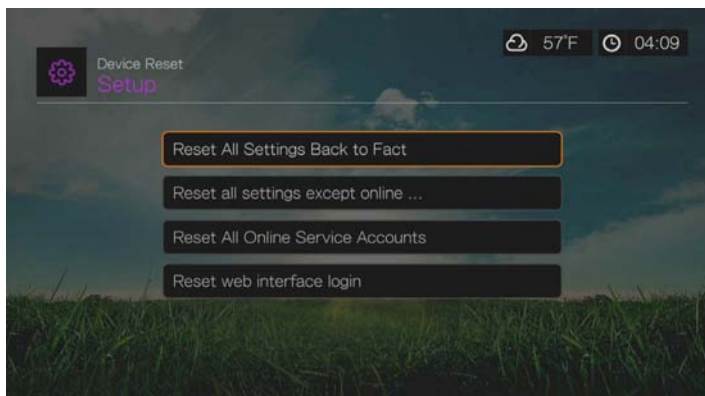 57°F 04:09
Device Reset
Setup
Reset All Settings Back to Fact
Reset all settings except online ...
Reset All Online Service Accounts
Reset web interface login